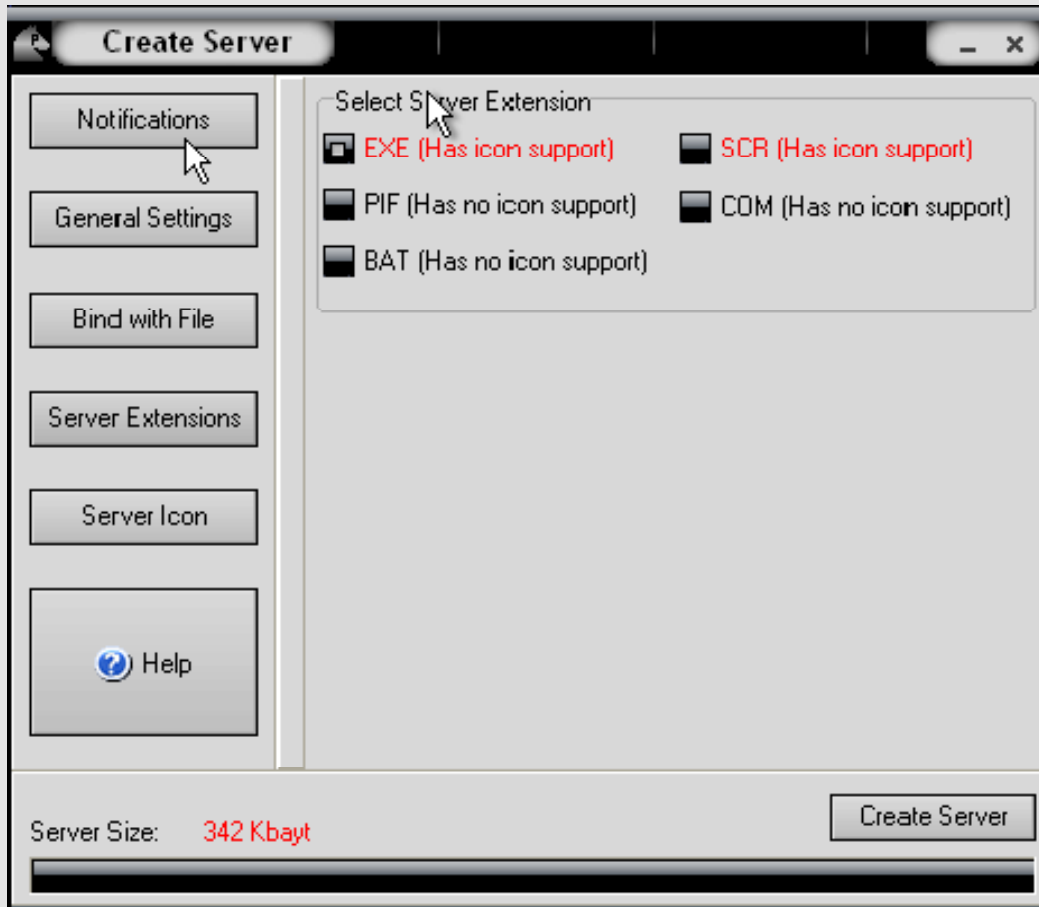 Create Server
Notifications
General Settings
Bind with File
Server Extensions
Server Icon
Help
Select Server Extension
EXE (Has icon support)
SCR (Has icon support)
PIF (Has no icon support)
COM (Has no icon support)
BAT (Has no icon support)
Server Size: 342 Kbayt
Create Server